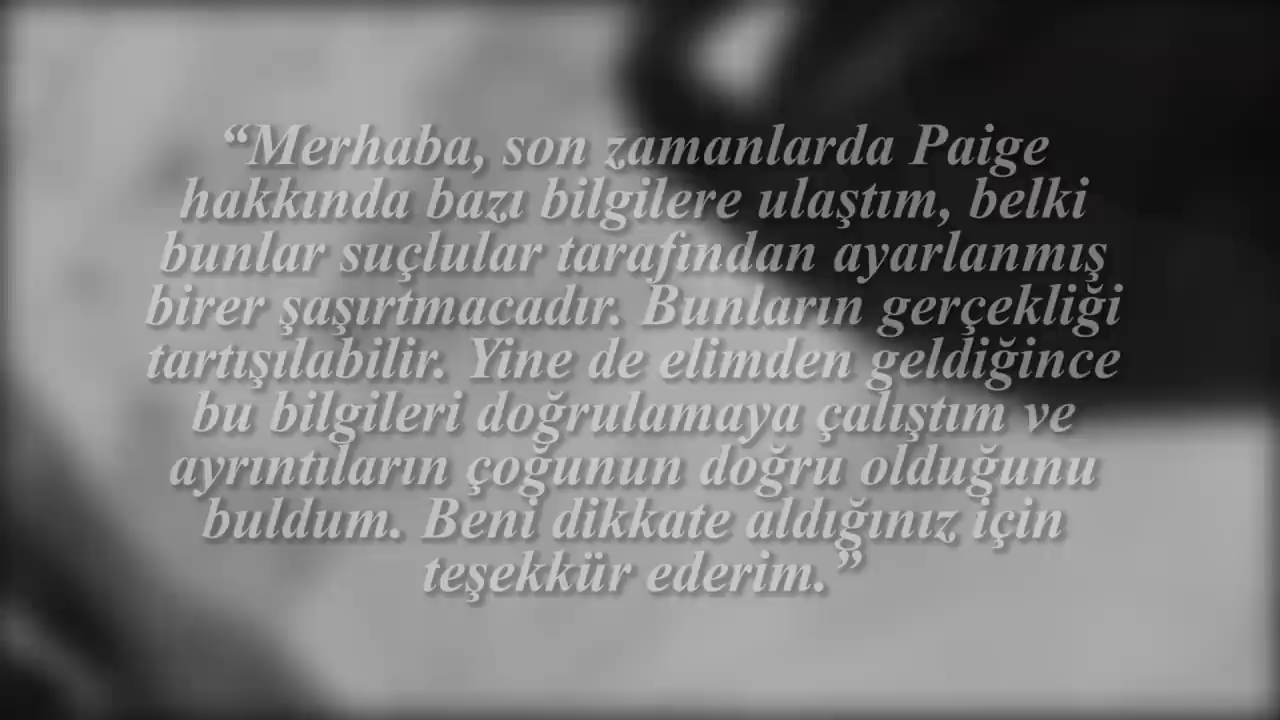 “Merhaba, son zamanlarda Paige
hakkında bazı bilgilere ulaştım, belki
bunlar suçlular tarafından ayarlanmış
birer şaşırtmacadır. Bunların gerçekliği
tartışılabilir. Yine de elimden geldiğince
bu bilgileri doğrulamaya çalıştım ve
ayrıntıların çoğunun doğru olduğunu
buldum. Beni dikkate aldığınız için
teşekkür ederim.”